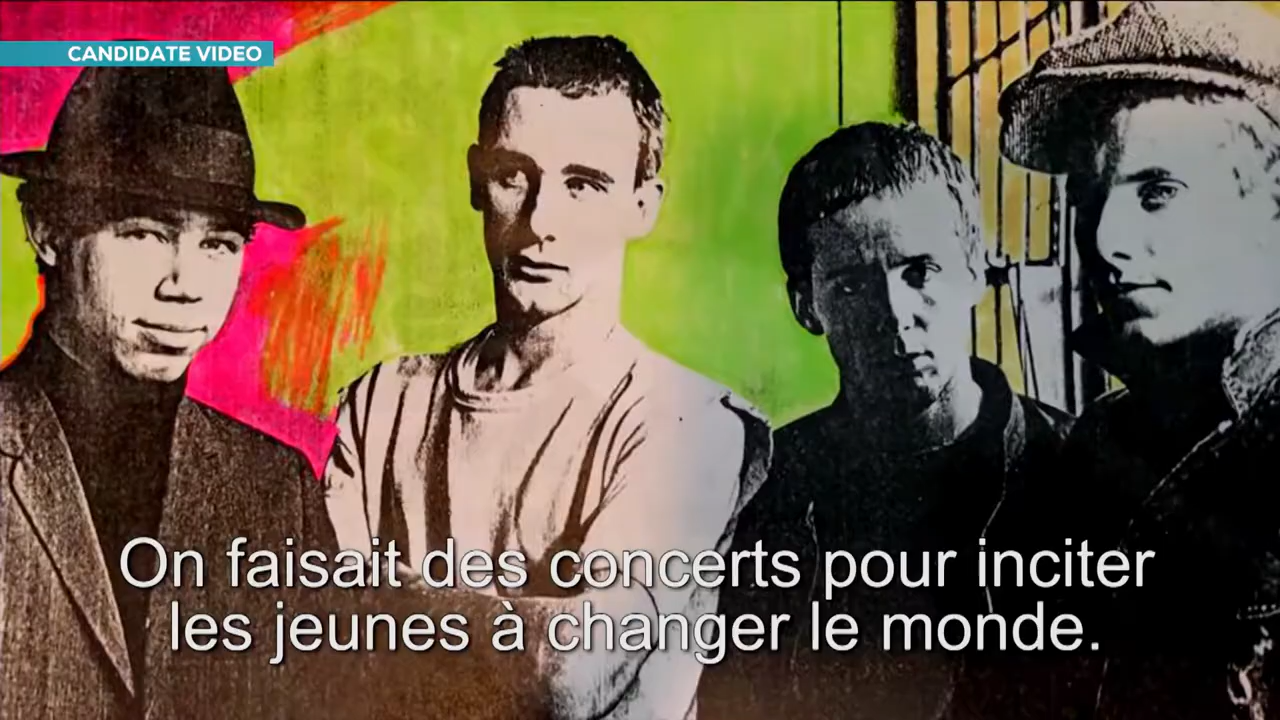 CANDIDATE VIDEO
On faisait des concerts pour inciter
les jeunes à changer le monde.